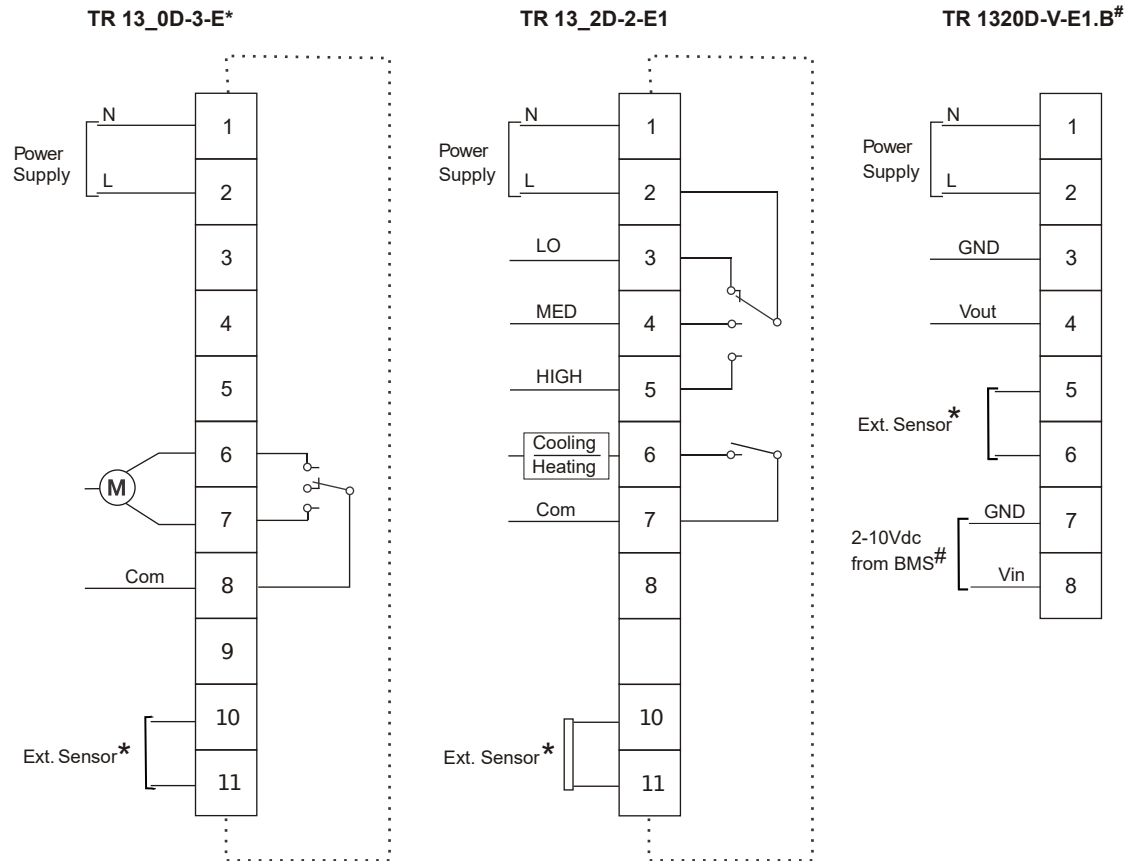 TR 13_0D-3-E*
N
Power
Supply
L
1
2
3
4
5
6
7
8
9
10
11
M
Com
Ext. Sensor*
TR 13_2D-2-E1
N
Power
Supply
L
LO
MED
HIGH
Cooling
Heating
Com
1
2
3
4
5
6
7
8
10
11
Ext. Sensor*
TR 1320D-V-E1.B#
N
Power
Supply
L
GND
Vout
Ext. Sensor*
GND
2-10Vdc
from BMS#
Vin
1
2
3
4
5
6
7
8